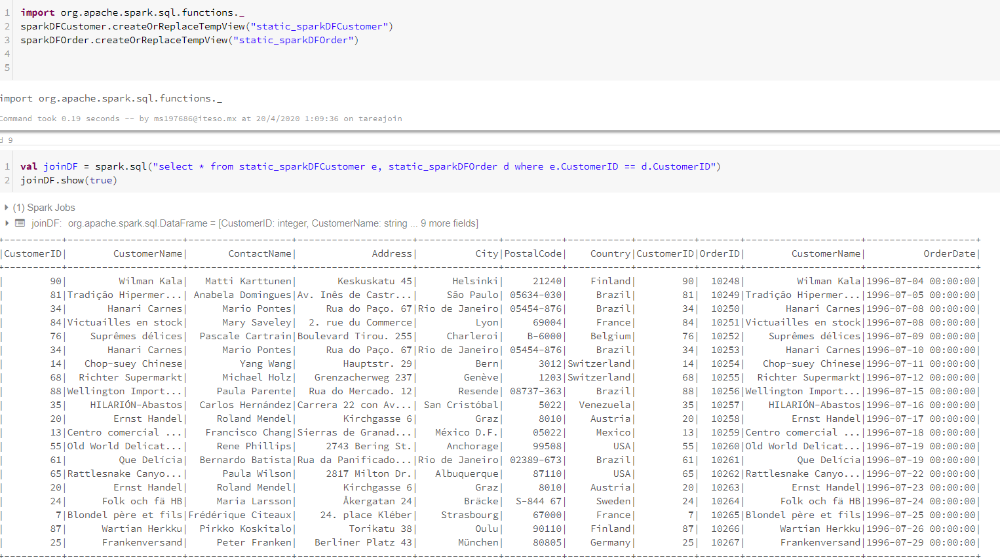 1 import org.apache.spark.sql.functions._
2 sparkDFCustomer.createOrReplaceTempView("static_sparkDFCustomer")
3 sparkDFOrder.createOrReplaceTempView("static_sparkDFOrder")
4
5
import org.apache.spark.sql.functions._
Command took 0.19 seconds -- by ms197686@iteso.mx at 20/4/2020 1:09:36 on tareajoin
d 9
1 val joinDF = spark.sql("select * from static_sparkDFCustomer e, static_sparkDFOrder d where e.CustomerID == d.CustomerID")
2 joinDF.show(true)
(1) Spark Jobs
joinDF: org.apache.spark.sql.DataFrame = [CustomerID: integer, CustomerName: string ... 9 more fields]
+----------+--------------------+------------------+--------------------+--------------+----------+-----------+----------+-------+--------------------+-------------------+
|CustomerID|        CustomerName|       ContactName|             Address|          City|PostalCode|    Country|CustomerID|OrderID|        CustomerName|          OrderDate|
+----------+--------------------+------------------+--------------------+--------------+----------+-----------+----------+-------+--------------------+-------------------+
|        90|         Wilman Kala|   Matti Karttunen|       Keskuskatu 45|      Helsinki|     21240|    Finland|        90|  10248|         Wilman Kala|1996-07-04 00:00:00|
|        81|Tradição Hipermer...| Anabela Domingues|Av. Inês de Castr...|     São Paulo| 05634-030|     Brazil|        81|  10249|Tradição Hipermer...|1996-07-05 00:00:00|
|        34|       Hanari Carnes|      Mario Pontes|     Rua do Paço. 67|Rio de Janeiro| 05454-876|     Brazil|        34|  10250|       Hanari Carnes|1996-07-08 00:00:00|
|        84|Victuailles en stock|      Mary Saveley|  2. rue du Commerce|          Lyon|     69004|     France|        84|  10251|Victuailles en stock|1996-07-08 00:00:00|
|        76|    Suprêmes délices|  Pascale Cartrain|Boulevard Tirou. 255|     Charleroi|    B-6000|    Belgium|        76|  10252|    Suprêmes délices|1996-07-09 00:00:00|
|        34|       Hanari Carnes|      Mario Pontes|     Rua do Paço. 67|Rio de Janeiro| 05454-876|     Brazil|        34|  10253|       Hanari Carnes|1996-07-10 00:00:00|
|        14|   Chop-suey Chinese|         Yang Wang|        Hauptstr. 29|          Bern|      3012|Switzerland|        14|  10254|   Chop-suey Chinese|1996-07-11 00:00:00|
|        68|  Richter Supermarkt|      Michael Holz|   Grenzacherweg 237|        Genève|      1203|Switzerland|        68|  10255|  Richter Supermarkt|1996-07-12 00:00:00|
|        88|Wellington Import...|     Paula Parente|  Rua do Mercado. 12|       Resende| 08737-363|     Brazil|        88|  10256|Wellington Import...|1996-07-15 00:00:00|
|        35|    HILARIÓN-Abastos|  Carlos Hernández|Carrera 22 con Av...| San Cristóbal|      5022|  Venezuela|        35|  10257|    HILARIÓN-Abastos|1996-07-16 00:00:00|
|        20|        Ernst Handel|     Roland Mendel|        Kirchgasse 6|          Graz|      8010|    Austria|        20|  10258|        Ernst Handel|1996-07-17 00:00:00|
|        13|Centro comercial ...|   Francisco Chang|Sierras de Granad...|   México D.F.|     05022|     Mexico|        13|  10259|Centro comercial ...|1996-07-18 00:00:00|
|        55|Old World Delicat...|    Rene Phillips|     2743 Bering St.|     Anchorage|     99508|        USA|        55|  10260|Old World Delicat...|1996-07-19 00:00:00|
|        61|         Que Delícia|  Bernardo Batista|Rua da Panificado...|Rio de Janeiro| 02389-673|     Brazil|        61|  10261|         Que Delícia|1996-07-19 00:00:00|
|        65|Rattlesnake Canyo...|      Paula Wilson|     2817 Milton Dr.|   Albuquerque|     87110|        USA|        65|  10262|Rattlesnake Canyo...|1996-07-22 00:00:00|
|        20|        Ernst Handel|     Roland Mendel|        Kirchgasse 6|          Graz|      8010|    Austria|        20|  10263|        Ernst Handel|1996-07-23 00:00:00|
|        24|      Folk och fä HB|     Maria Larsson|        Åkergatan 24|        Bräcke|  S-844 67|     Sweden|        24|  10264|      Folk och fä HB|1996-07-24 00:00:00|
|         7|Blondel père et fils|Frédérique Citeaux|    24. place Kléber|    Strasbourg|     67000|     France|         7|  10265|Blondel père et fils|1996-07-25 00:00:00|
|        87|      Wartian Herkku|  Pirkko Koskitalo|         Torikatu 38|          Oulu|     90110|    Finland|        87|  10266|      Wartian Herkku|1996-07-26 00:00:00|
|        25|      Frankenversand|     Peter Franken|   Berliner Platz 43|       München|     80805|    Germany|        25|  10267|      Frankenversand|1996-07-29 00:00:00|
+----------+--------------------+------------------+--------------------+--------------+----------+-----------+----------+-------+--------------------+-------------------+